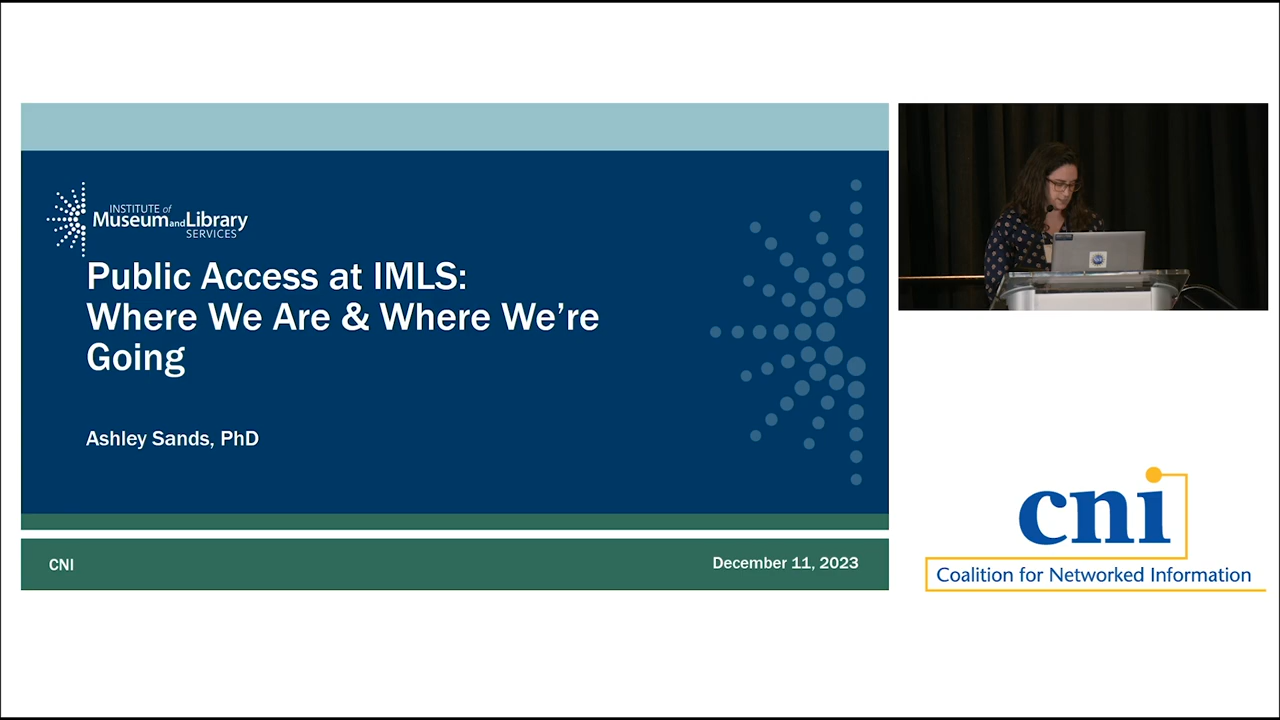 INSTITUTE of
Museum and Library
SERVICES
Public Access at IMLS:
Where We Are & Where We're
Going
Ashley Sands, PhD
CNI
December 11, 2023
cni
Coalition for Networked Information